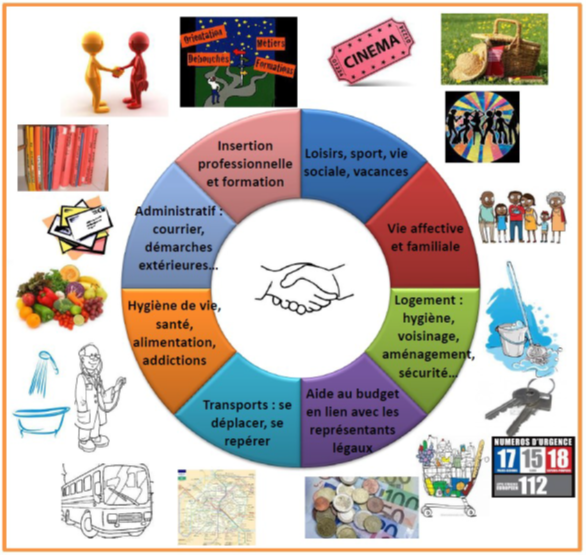 Orientation
Métiers
Débouchés
Formations
CINEMA
Insertion
professionnelle
et formation
Loisirs, sport, vie
sociale, vacances
Vie affective
et familiale
Logement :
hygiène,
voisinage,
aménagement,
sécurité...
Aide au budget
en lien avec les
représentants
légaux
Transports : se
déplacer, se
repérer
Hygiène de vie,
santé,
alimentation,
addictions
Administratif :
courrier,
démarches
extérieures...
NUMEROS D'URGENCE
17 15 18
112